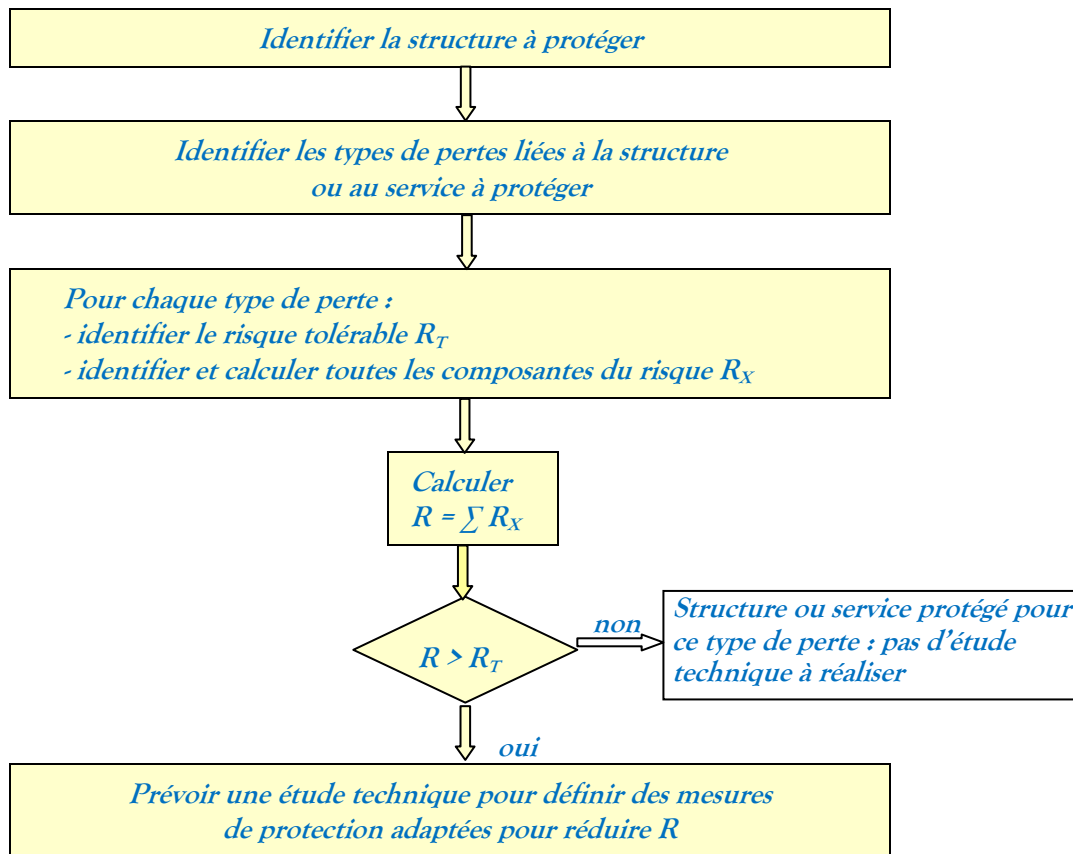 Identifier la structure à protéger
Identifier les types de pertes liées à la structure
ou au service à protéger
Pour chaque type de perte :
- identifier le risque tolérable R_T
- identifier et calculer toutes les composantes du risque R_X
Calculer
R = ∑ R_X
R > R_T
non
Structure ou service protégé pour
ce type de perte : pas d’étude
technique à réaliser
oui
Prévoir une étude technique pour définir des mesures
de protection adaptées pour réduire R